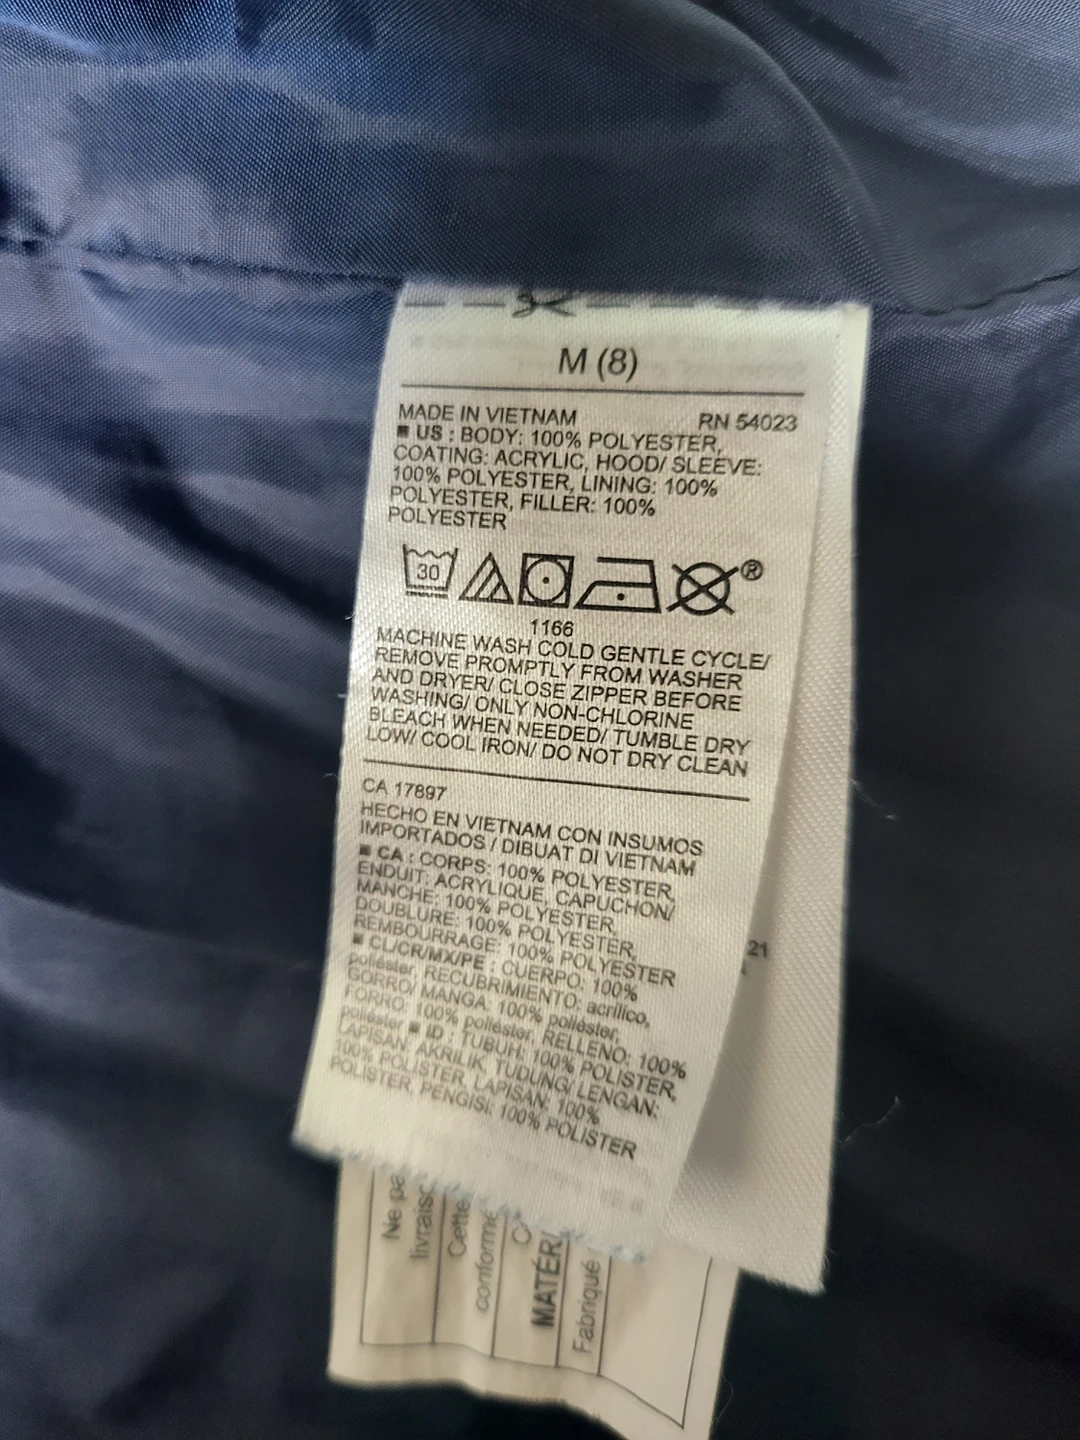 M (8)
MADE IN VIETNAM RN 54023
■ US : BODY: 100% POLYESTER,
COATING: ACRYLIC, HOOD/ SLEEVE:
100% POLYESTER, LINING: 100%
POLYESTER, FILLER: 100%
POLYESTER
30
®
1166
MACHINE WASH COLD GENTLE CYCLE/
REMOVE PROMPTLY FROM WASHER
AND DRYER/ CLOSE ZIPPER BEFORE
WASHING/ ONLY NON-CHLORINE
BLEACH WHEN NEEDED/ TUMBLE DRY
LOW/ COOL IRON/ DO NOT DRY CLEAN
CA 17897
HECHO EN VIETNAM CON INSUMOS
IMPORTADOS / DIBUAT DI VIETNAM
■ CA : CORPS: 100% POLYESTER,
ENDUIT: ACRYLIQUE, CAPUCHON/
MANCHE: 100% POLYESTER,
DOUBLURE: 100% POLYESTER,
REMBOURRAGE: 100% POLYESTER
■ CL/CR/MX/PE : CUERPO: 100%
poliéster, RECUBRIMIENTO: acrílico,
GORRO/ MANGA: 100% poliéster,
FORRO: 100% poliéster, RELLENO: 100%
poliéster ■ ID : TUBUH: 100% POLISTER,
LAPISAN: AKRILIK, TUDUNG/ LENGAN:
100% POLISTER, LAPISAN: 100%
POLISTER, PENGISI: 100% POLISTER
21
Ne pa
livraiso
Cette
conformé
MATÉRI
Fabriqué